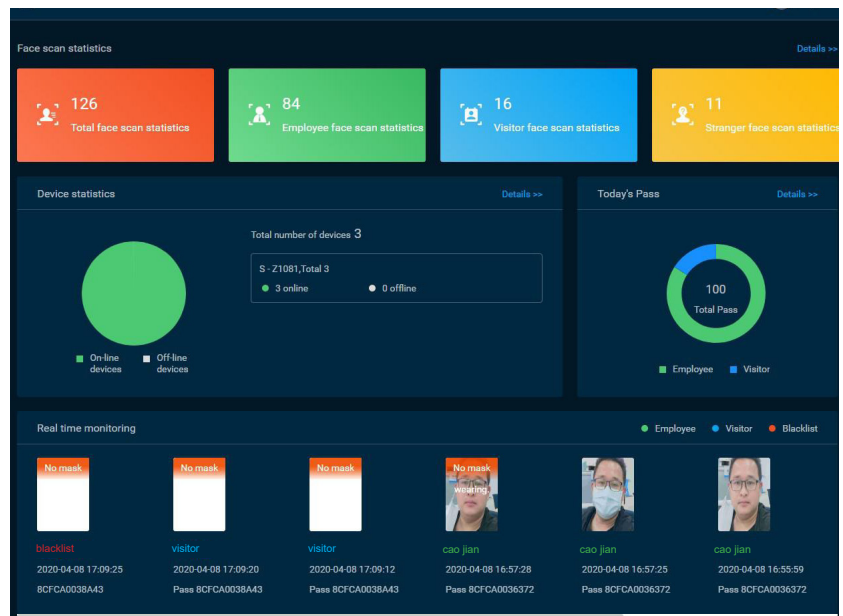 Face scan statistics
Details >>
126
Total face scan statistics
84
Employee face scan statistics
16
Visitor face scan statistics
11
Stranger face scan statistics
Device statistics
Details >>
Total number of devices 3
S - Z1081,Total 3
3 online
0 offline
On-line
devices
Off-line
devices
Today's Pass
Details >>
100
Total Pass
Employee
Visitor
Real time monitoring
Employee
Visitor
Blacklist
No mask
blacklist
2020-04-08 17:09:25
8CFCA0038A43
No mask
visitor
2020-04-08 17:09:20
Pass 8CFCA0038A43
No mask
visitor
2020-04-08 17:09:12
Pass 8CFCA0038A43
No mask
wearing
cao jian
2020-04-08 16:57:28
Pass 8CFCA0036372
cao jian
2020-04-08 16:57:25
Pass 8CFCA0036372
cao jian
2020-04-08 16:55:59
Pass 8CFCA0036372